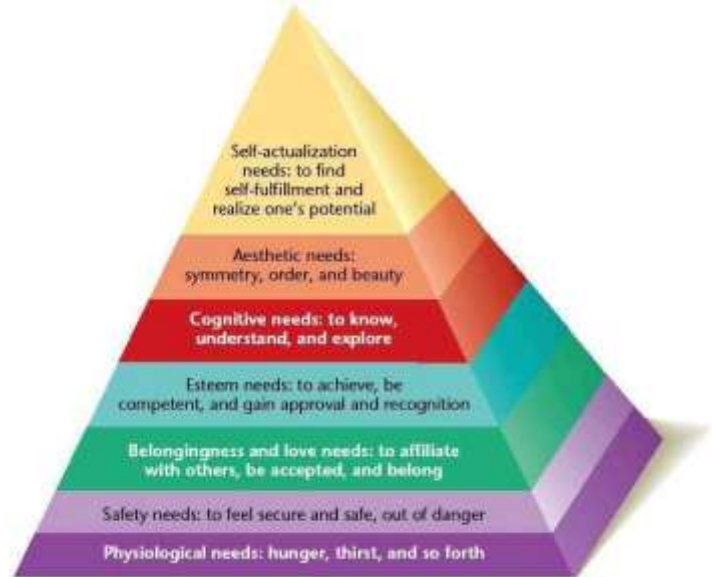 Self-actualization
needs: to find
self-fulfillment and
realize one's potential
Aesthetic needs:
symmetry, order, and beauty
Cognitive needs: to know,
understand, and explore
Esteem needs: to achieve, be
competent, and gain approval and recognition
Belongingness and love needs: to affiliate
with others, be accepted, and belong
Safety needs: to feel secure and safe, out of danger
Physiological needs: hunger, thirst, and so forth